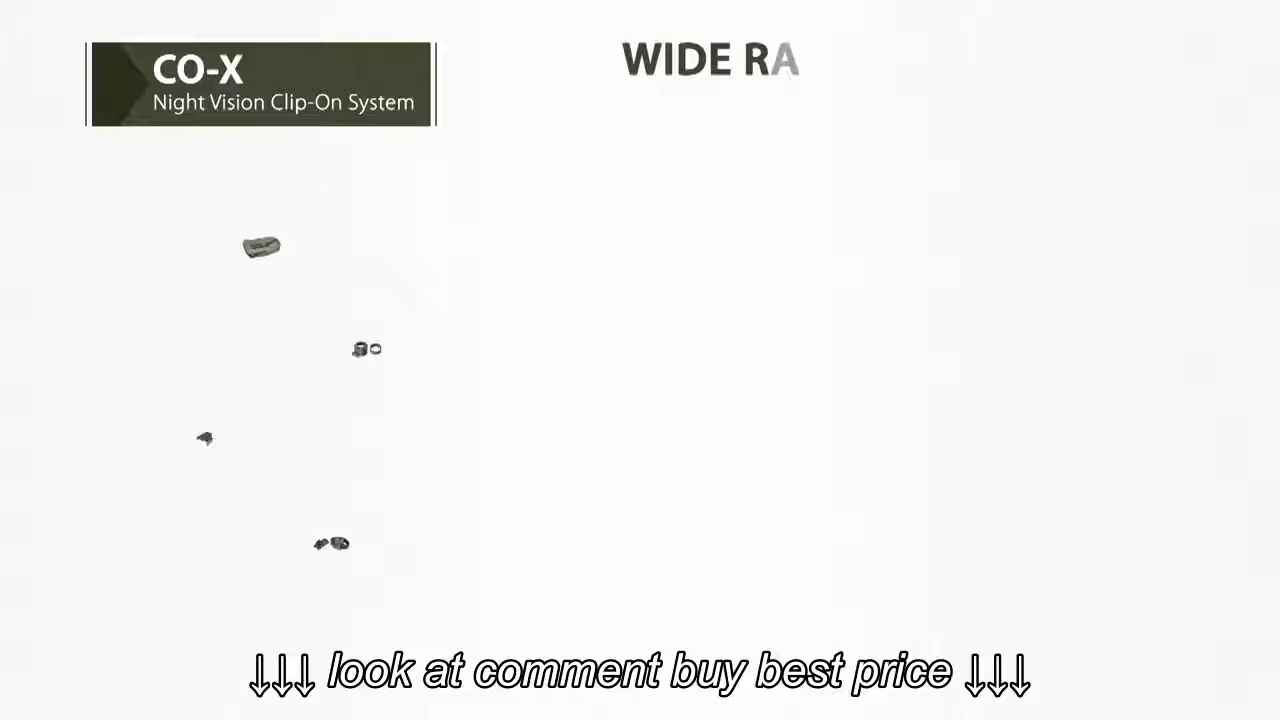 CO-X
Night Vision Clip-On System
WIDE RA
↓↓↓ look at comment buy best price ↓↓↓